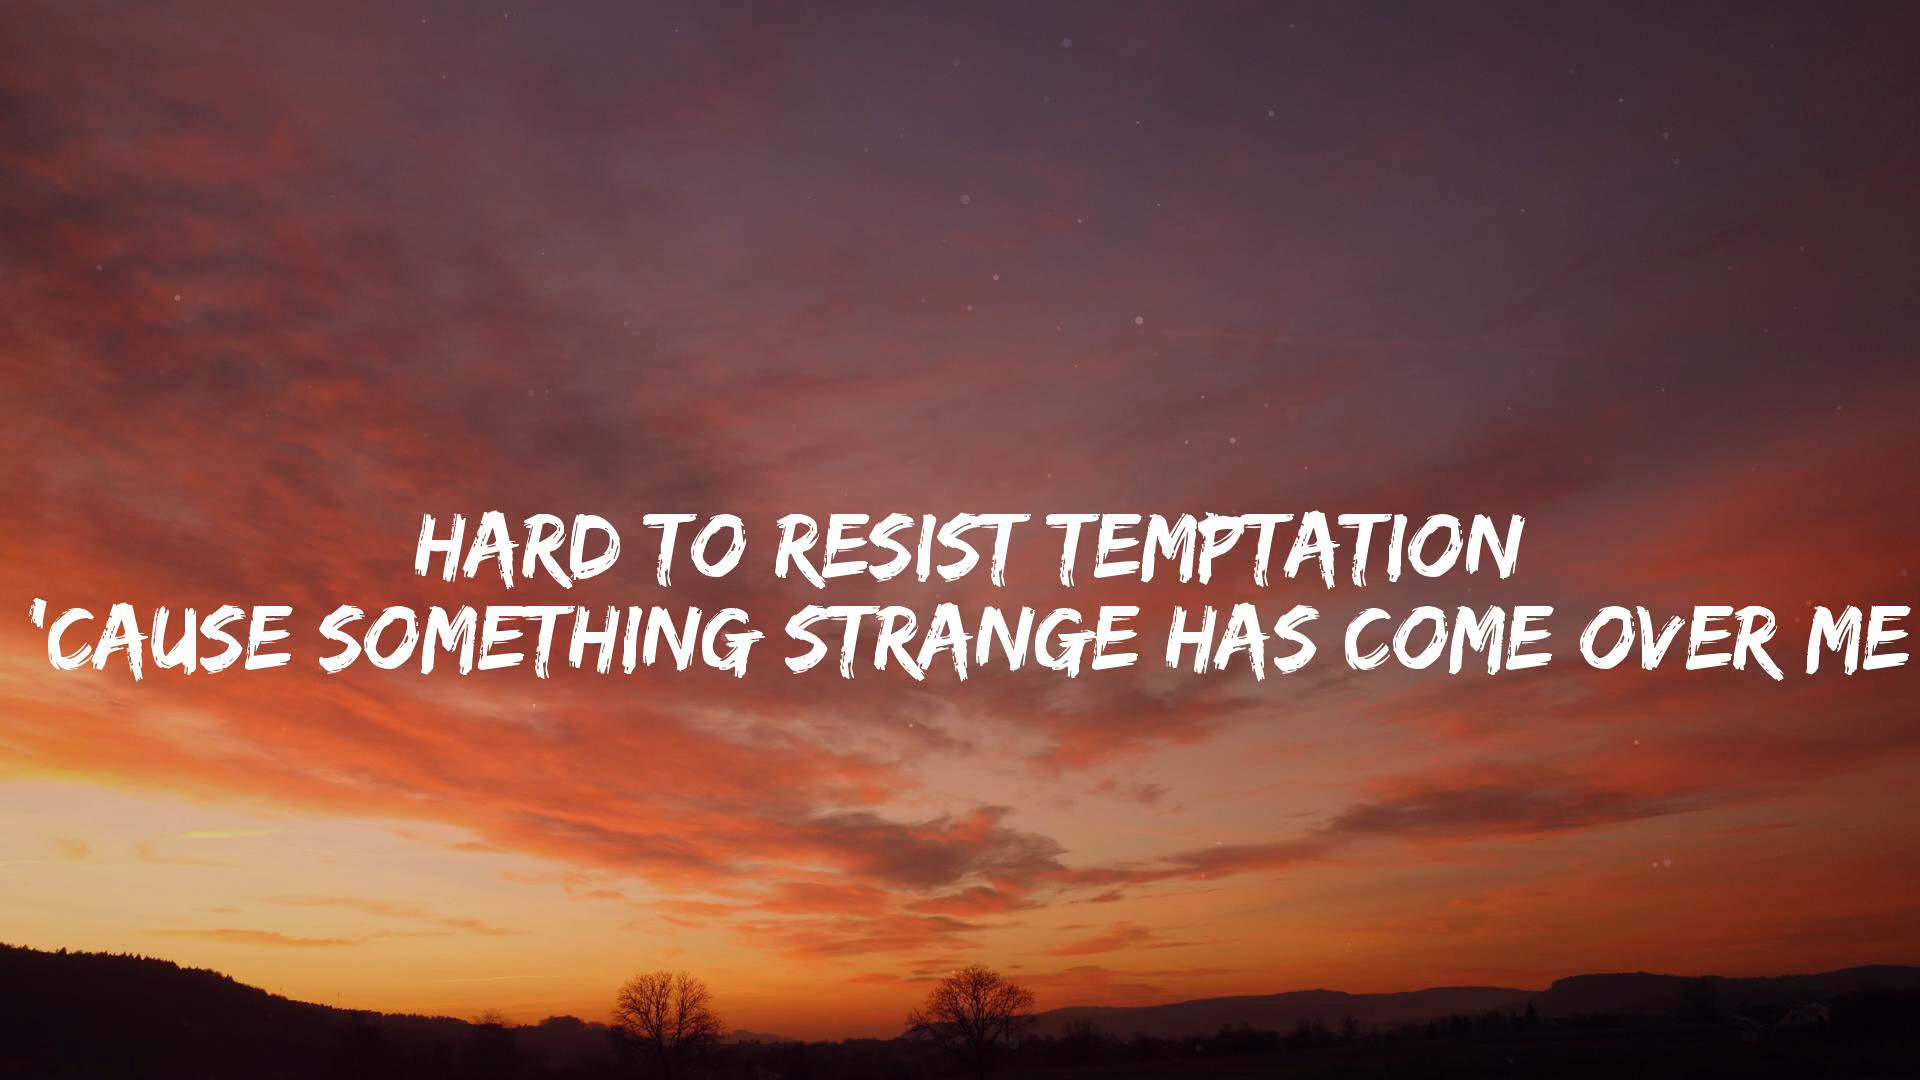 HARD TO RESIST TEMPTATION
'CAUSE SOMETHING STRANGE HAS COME OVER ME